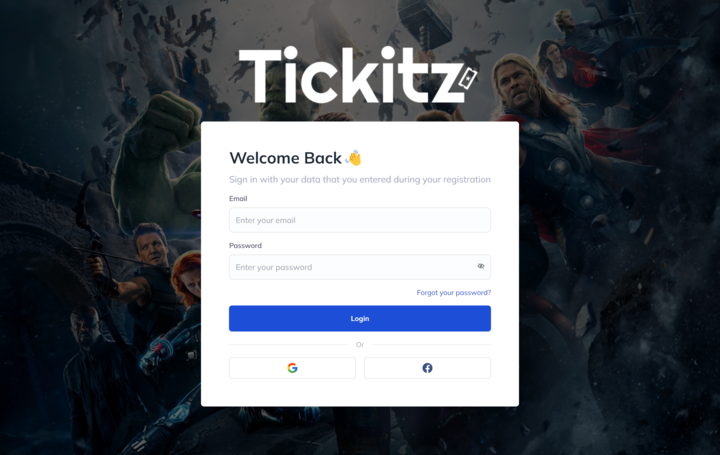 Tickitz
Welcome Back 👋
Sign in with your data that you entered during your registration
Email
Enter your email
Password
Enter your password
Forgot your password?
Login
Or